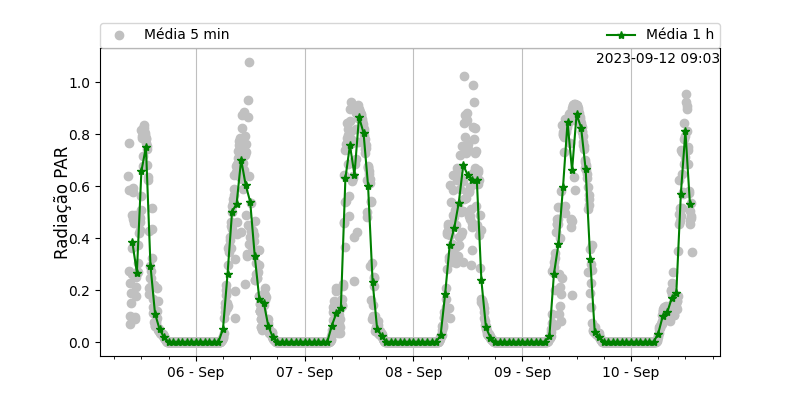 Média 5 min
Média 1 h
2023-09-12 09:03
Radiação PAR
1.0
0.8
0.6
0.4
0.2
0.0
06 - Sep
07 - Sep
08 - Sep
09 - Sep
10 - Sep